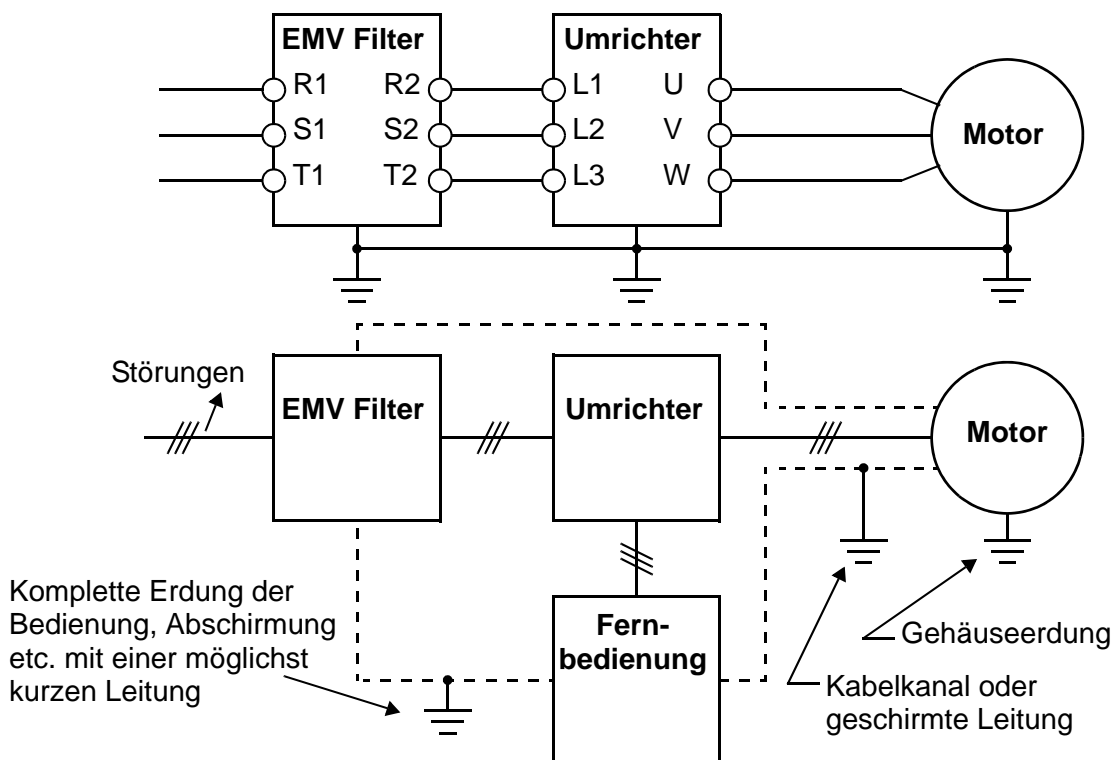 EMV Filter
Umrichter
R1 R2 L1 U
S1 S2 L2 V
T1 T2 L3 W
Motor
Störungen
EMV Filter
Umrichter
Motor
Komplette Erdung der
Bedienung, Abschirmung
etc. mit einer möglichst
kurzen Leitung
Fern-
bedienung
Gehäuseerdung
Kabelkanal oder
geschirmte Leitung